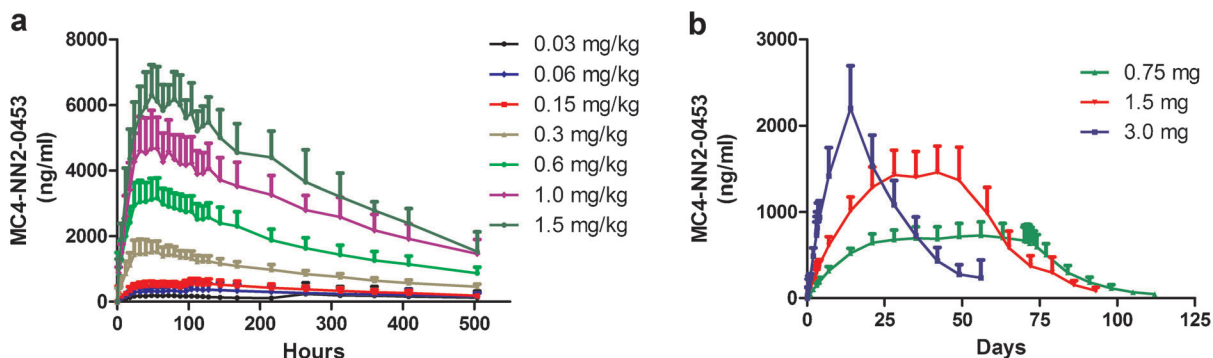 a
MC4-NN2-0453
(ng/ml)
8000
6000
4000
2000
0
0
100
200
300
400
500
Hours
0.03 mg/kg
0.06 mg/kg
0.15 mg/kg
0.3 mg/kg
0.6 mg/kg
1.0 mg/kg
1.5 mg/kg
b
MC4-NN2-0453
(ng/ml)
3000
2000
1000
0
0
25
50
75
100
125
Days
0.75 mg
1.5 mg
3.0 mg